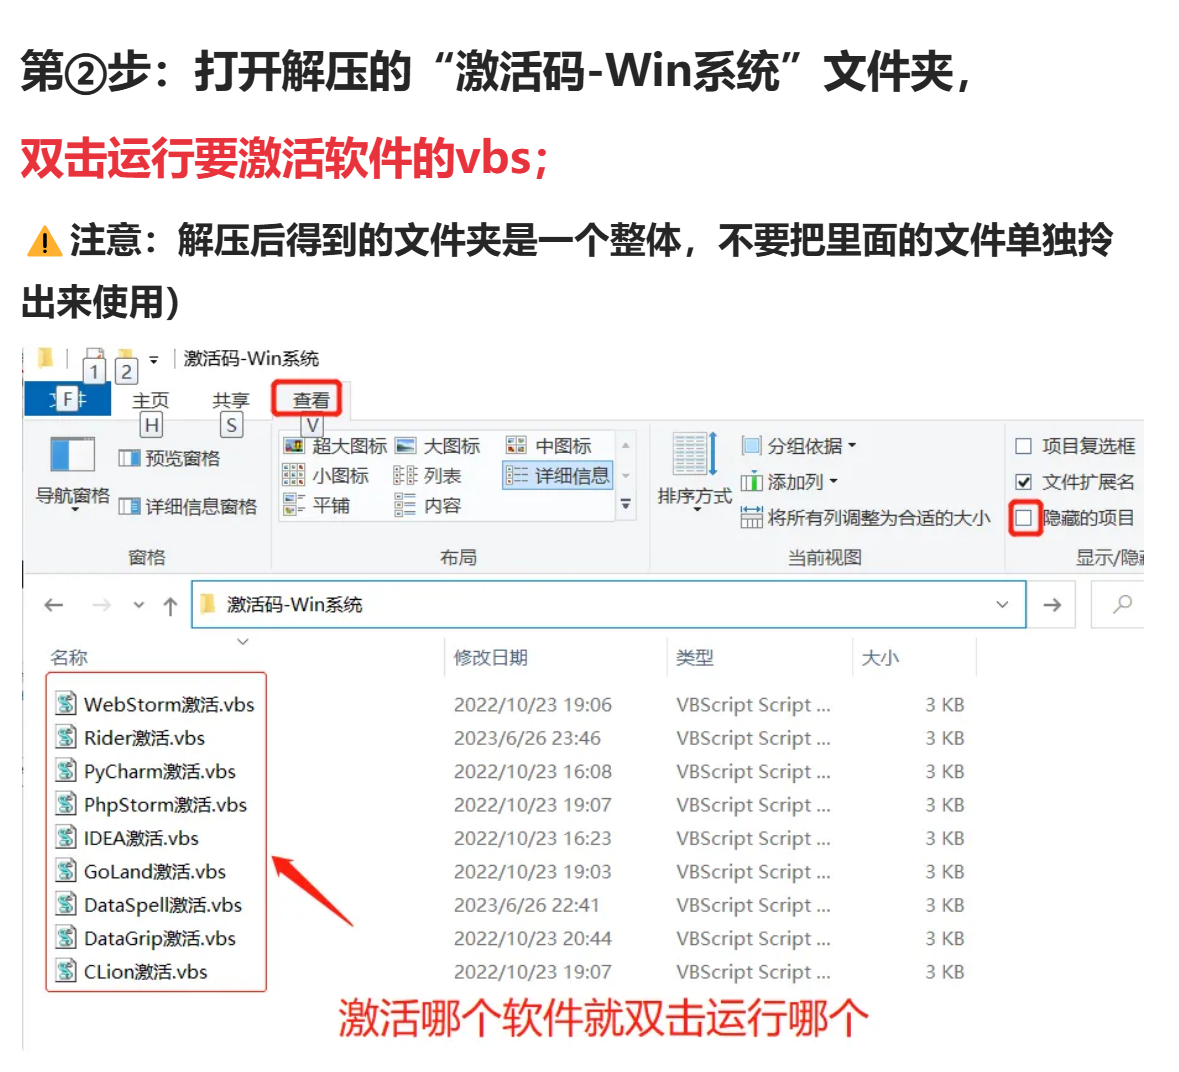 第②步：打开解压的“激活码-Win系统”文件夹，
双击运行要激活软件的vbs；
⚠注意：解压后得到的文件夹是一个整体，不要把里面的文件单独拎
出来使用）
1 2 激活码-Win系统
F 主页 共享 查看
H S V
导航窗格
预览窗格
详细信息窗格
窗格
超大图标 大图标 中图标
小图标 列表 详细信息
平铺 内容
布局
排序方式
分组依据
添加列
将所有列调整为合适的大小
当前视图
项目复选框
文件扩展名
隐藏的项目
显示/隐
激活码-Win系统
名称 修改日期 类型 大小
WebStorm激活.vbs 2022/10/23 19:06 VBScript Script ... 3 KB
Rider激活.vbs 2023/6/26 23:46 VBScript Script ... 3 KB
PyCharm激活.vbs 2022/10/23 16:08 VBScript Script ... 3 KB
PhpStorm激活.vbs 2022/10/23 19:07 VBScript Script ... 3 KB
IDEA激活.vbs 2022/10/23 16:23 VBScript Script ... 3 KB
GoLand激活.vbs 2022/10/23 19:03 VBScript Script ... 3 KB
DataSpell激活.vbs 2023/6/26 22:41 VBScript Script ... 3 KB
DataGrip激活.vbs 2022/10/23 20:44 VBScript Script ... 3 KB
CLion激活.vbs 2022/10/23 19:07 VBScript Script ... 3 KB
激活哪个软件就双击运行哪个